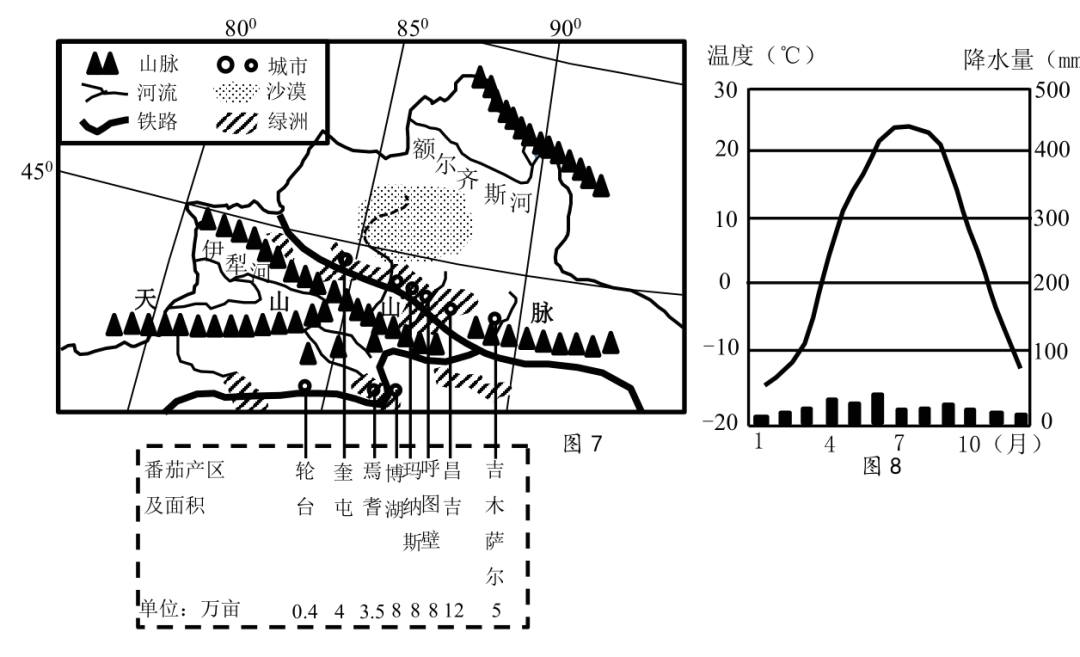 80⁰ 85⁰ 90⁰
山脉 城市
河流 沙漠
铁路 绿洲
45⁰
额尔齐斯河
伊犁河
天 山 山 脉
图 7
番茄产区
及面积
轮台 奎屯 焉耆 博湖 玛纳斯 呼图壁 昌吉 吉木萨尔
单位：万亩 0.4 4 3.5 8 8 8 12 5
温度（℃） 降水量（mm
30 500
20 400
10 300
0 200
−10 100
−20 0
1 4 7 10（月）
图 8